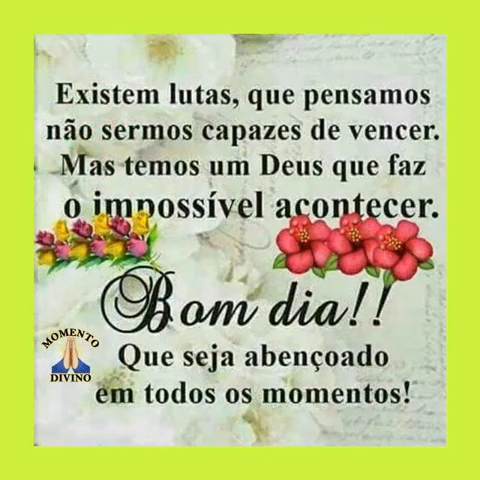 Existem lutas, que pensamos
não sermos capazes de vencer.
Mas temos um Deus que faz
o impossível acontecer.
Bom dia!!
MOMENTO
DIVINO
Que seja abençoado
em todos os momentos!